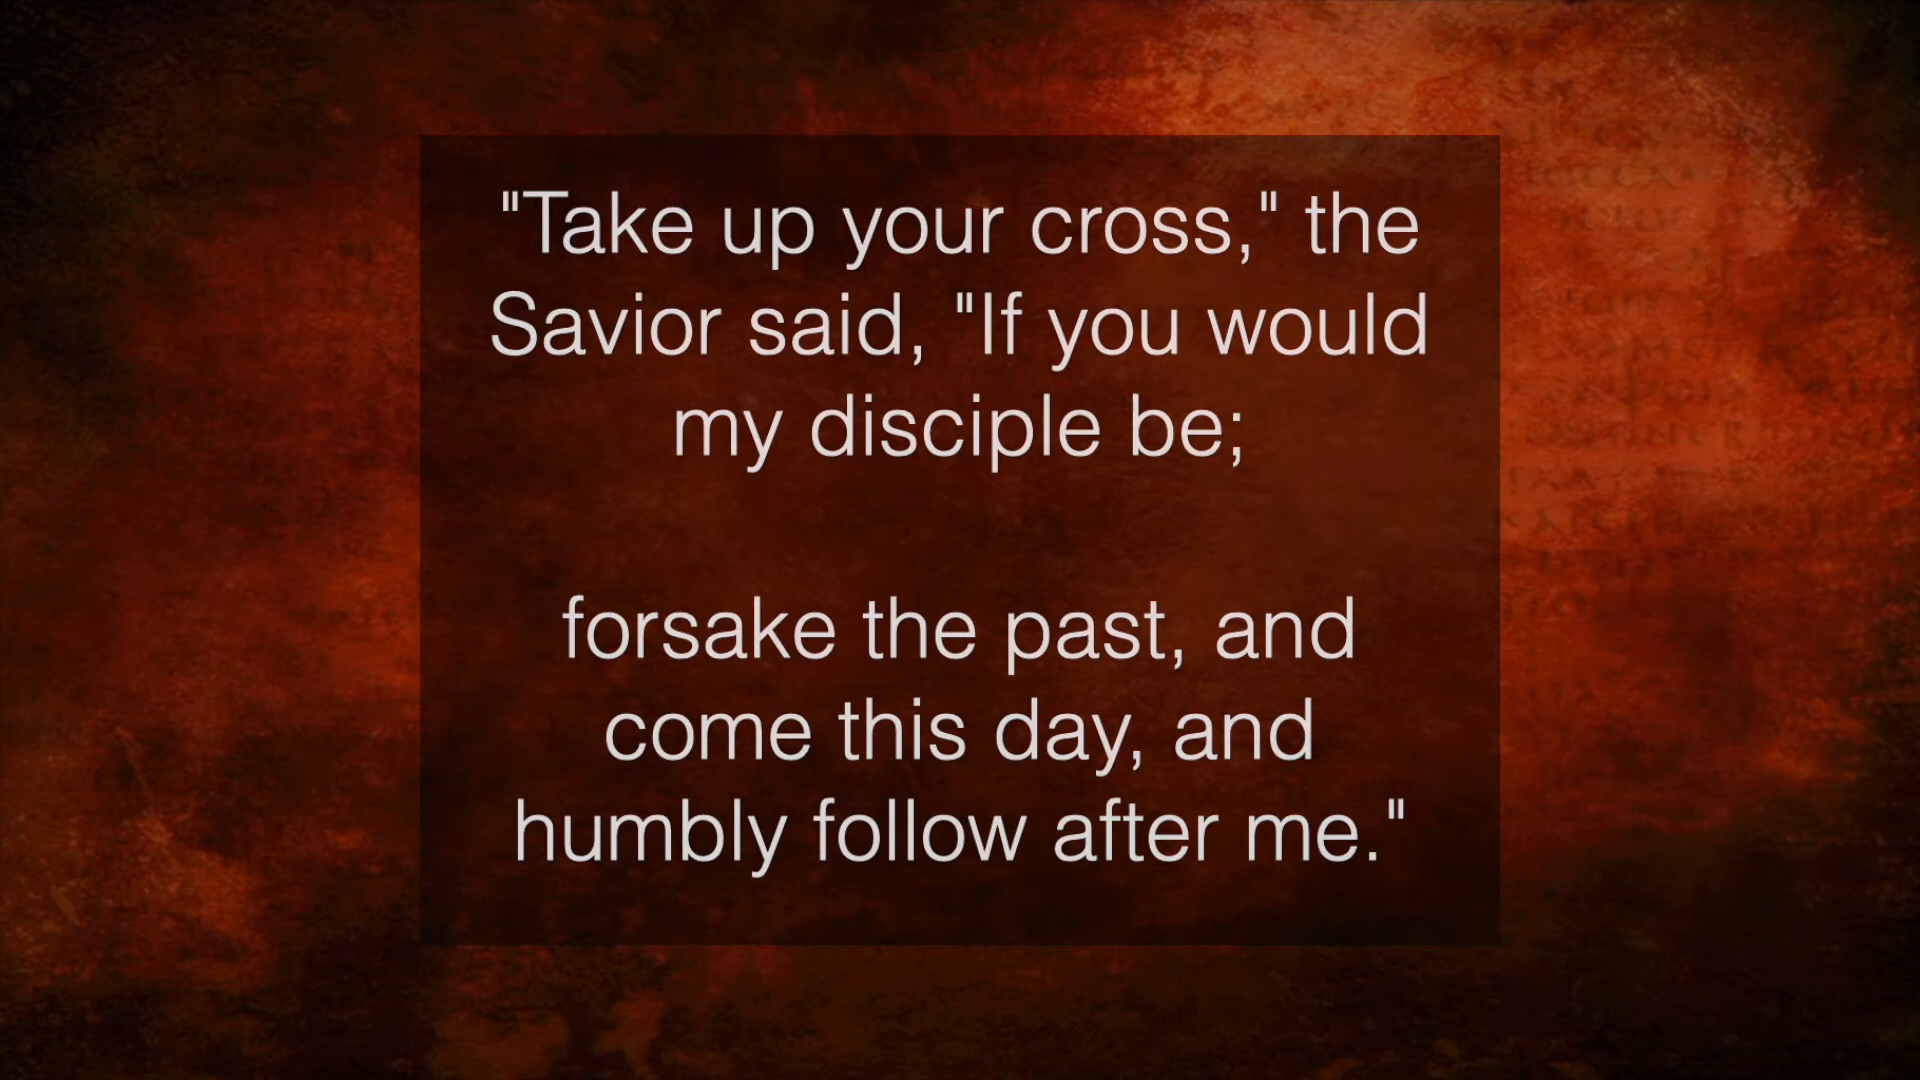 "Take up your cross," the
Savior said, "If you would
my disciple be;
forsake the past, and
come this day, and
humbly follow after me."